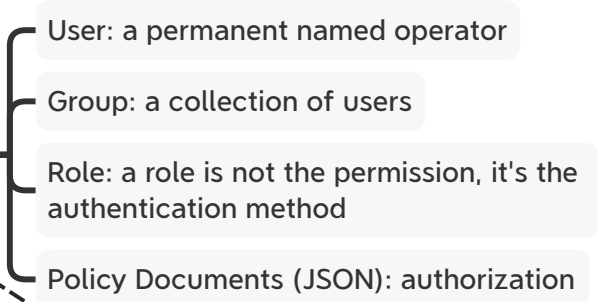 User: a permanent named operator
Group: a collection of users
Role: a role is not the permission, it's the
authentication method
Policy Documents (JSON): authorization